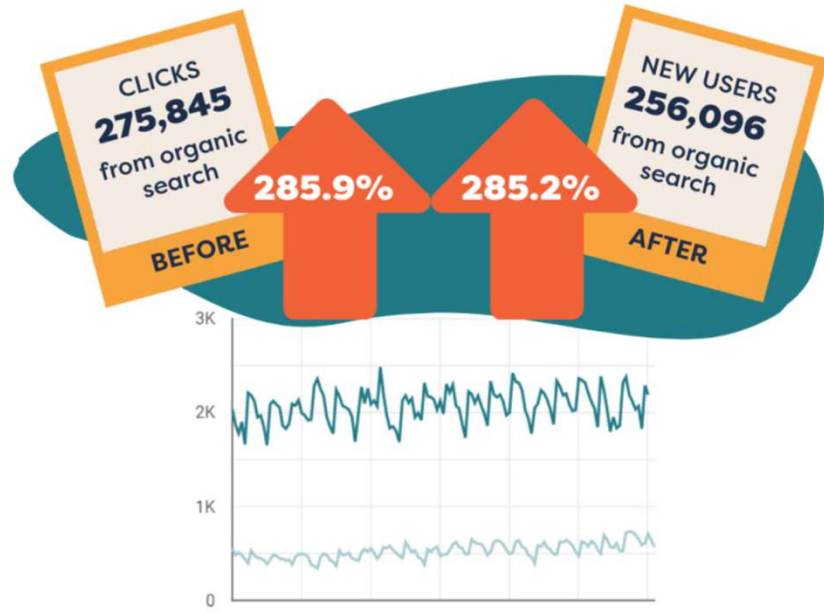 CLICKS
275,845
from organic
search
BEFORE
285.9%
285.2%
NEW USERS
256,096
from organic
search
AFTER
3K
2K
1K
0